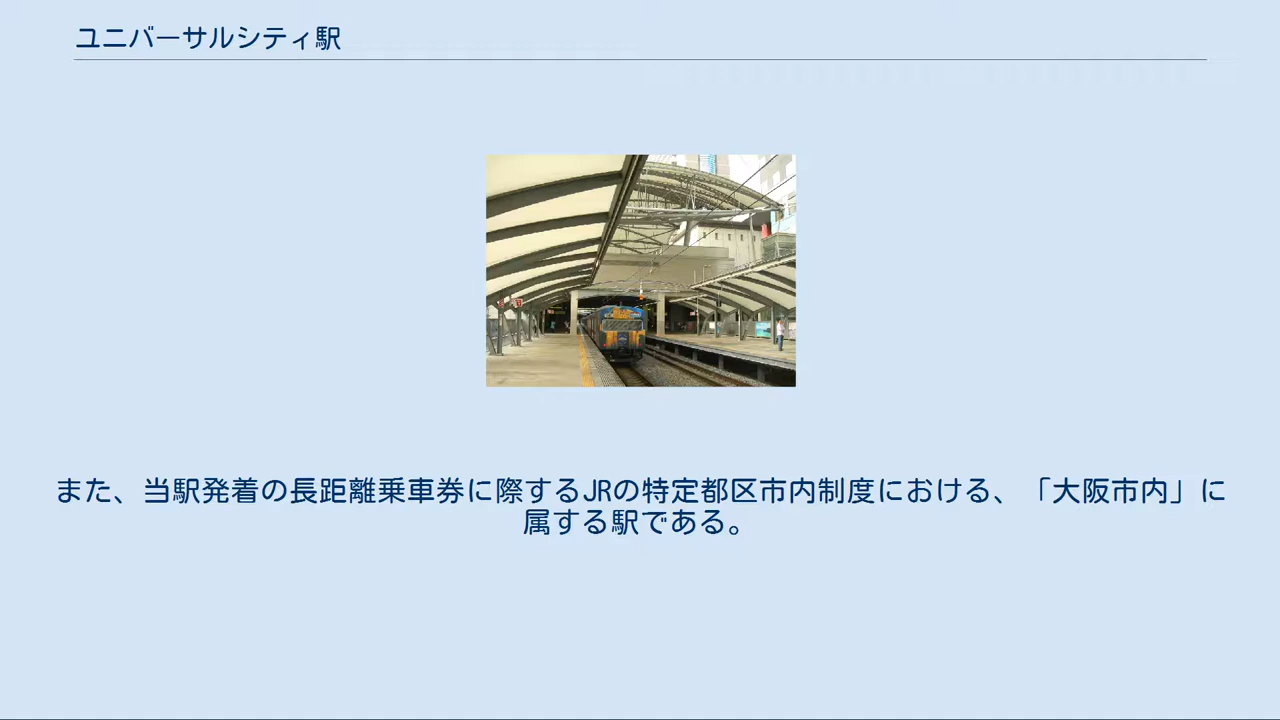 ユニバーサルシティ駅
また、当駅発着の長距離乗車券に際するJRの特定都区市内制度における、「大阪市内」に
属する駅である。